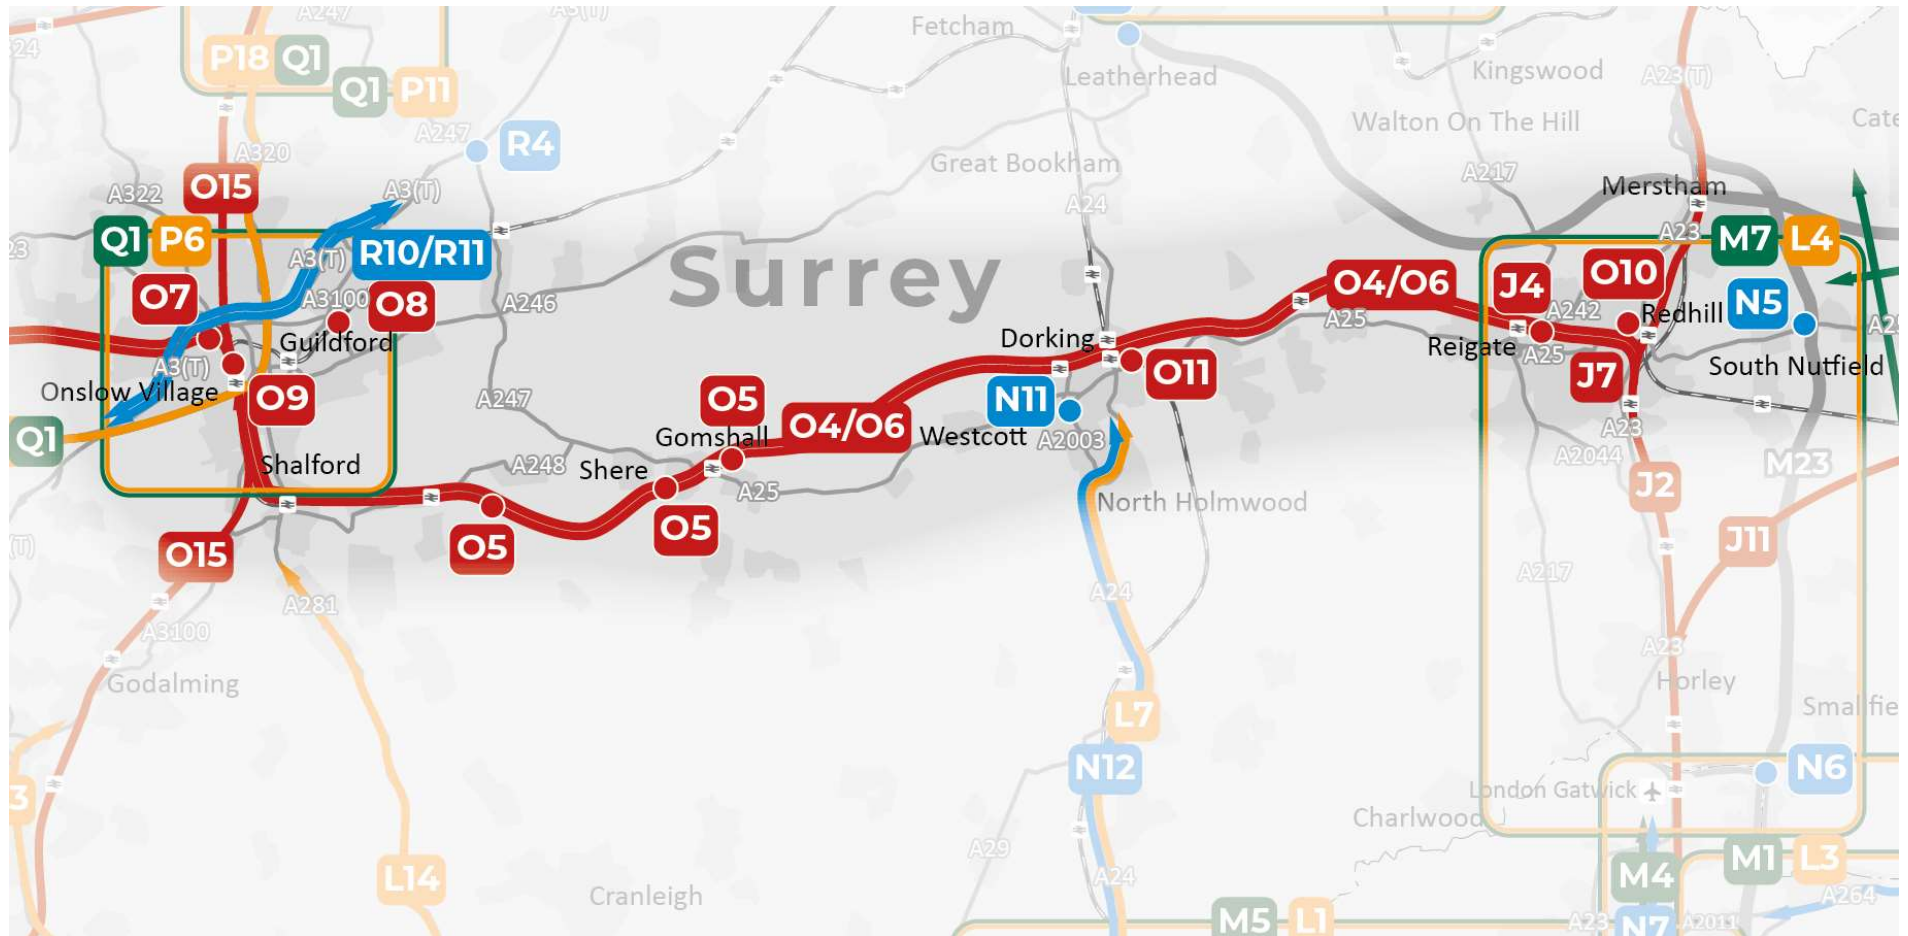 A247
A3(T)
Fetcham
P18
Q1
Q1
P11
Leatherhead
Kingswood
A23(T)
A247
R4
Walton On The Hill
A320
Great Bookham
A217
O15
A322
A3(T)
A24
Merstham
Q1
P6
A3(T)
R10/R11
A23
M7
L4
Surrey
O7
A3100
O8
A246
O4/O6
J4
O10
A242
Redhill
N5
Guildford
A25
Dorking
Reigate
A25
A3(T)
Onslow Village
O9
O11
J7
South Nutfield
O5
A247
N11
Q1
Gomshall
O4/O6
Westcott
A2003
A23
Shalford
A248
Shere
A25
A2044
M23
J2
North Holmwood
O5
O5
O15
J11
A281
A24
A217
A3100
A23
Godalming
Horley
L7
N12
N6
London Gatwick
Charlwood
A29
L14
A24
M4
M1
L3
Cranleigh
A264
M5
L1
A23
N7
A2011